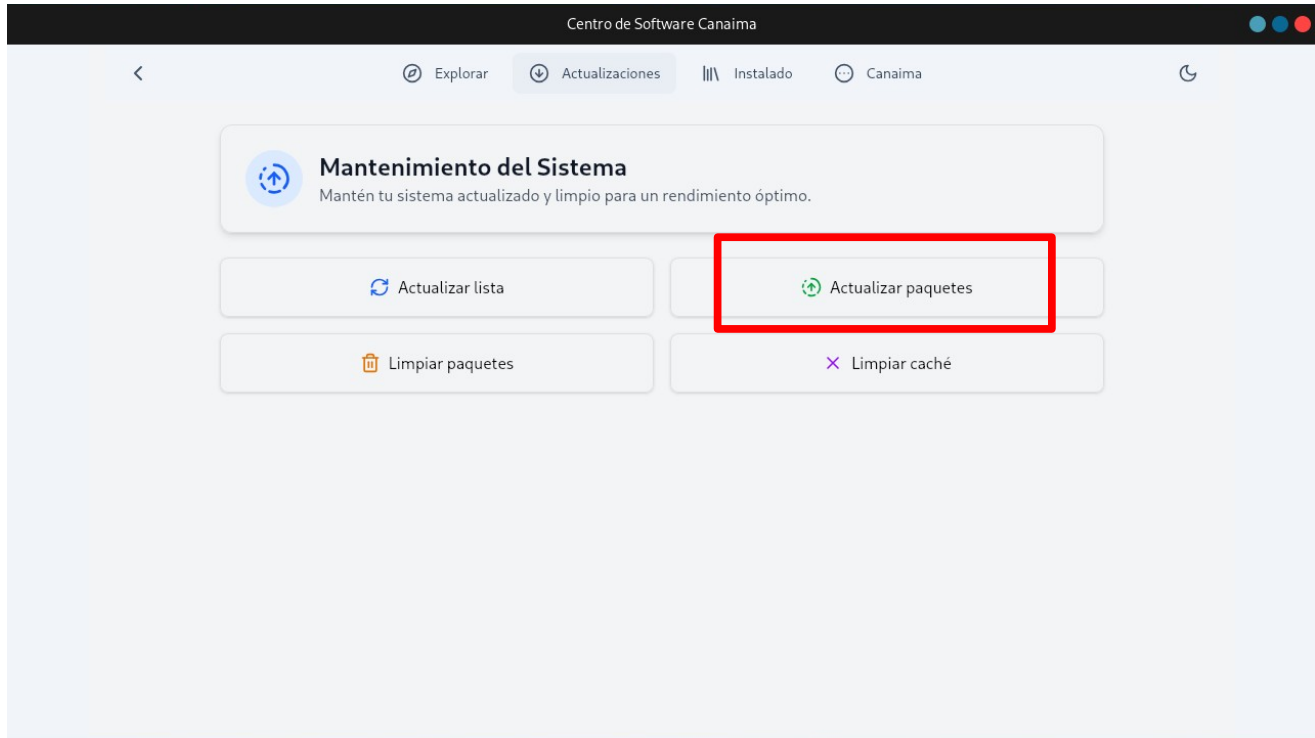 Centro de Software Canaima
Explorar
Actualizaciones
Instalado
Canaima
Mantenimiento del Sistema
Mantén tu sistema actualizado y limpio para un rendimiento óptimo.
Actualizar lista
Actualizar paquetes
Limpiar paquetes
Limpiar caché